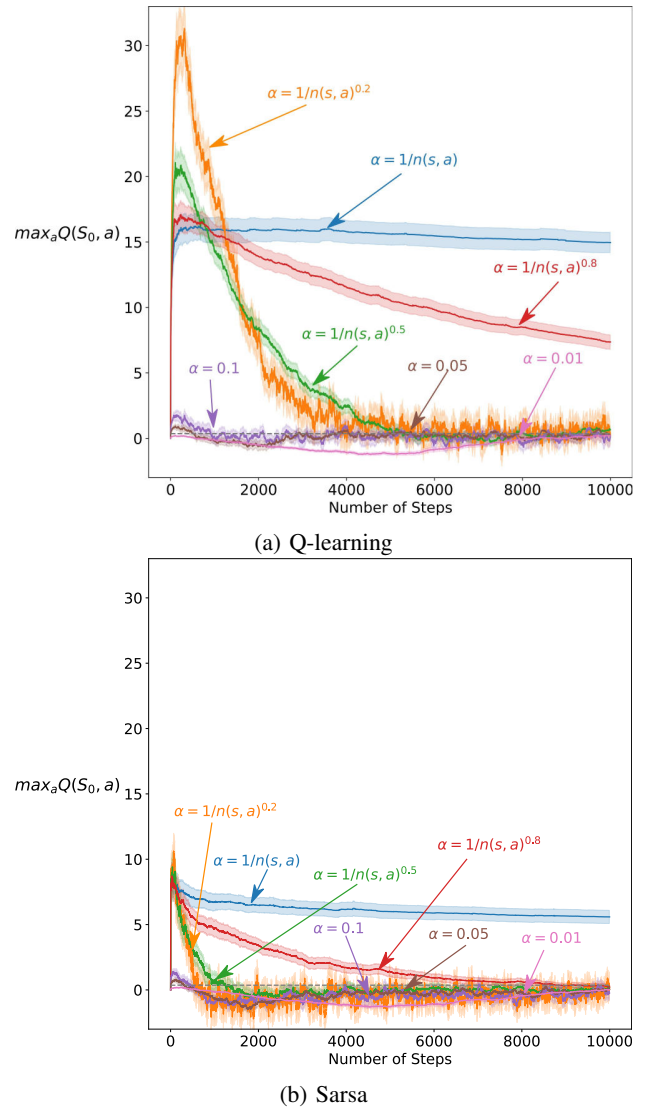 30
25
20
15
10
5
0
max_aQ(S_0, a)
α = 1/n(s, a)^0.2
α = 1/n(s, a)
α = 1/n(s, a)^0.8
α = 1/n(s, a)^0.5
α = 0.1
α = 0.05
α = 0.01
0 2000 4000 6000 8000 10000
Number of Steps
(a) Q-learning
30
25
20
15
10
5
0
max_aQ(S_0, a)
α = 1/n(s, a)^0.2
α = 1/n(s, a)
α = 1/n(s, a)^0.8
α = 1/n(s, a)^0.5
α = 0.1
α = 0.05
α = 0.01
0 2000 4000 6000 8000 10000
Number of Steps
(b) Sarsa